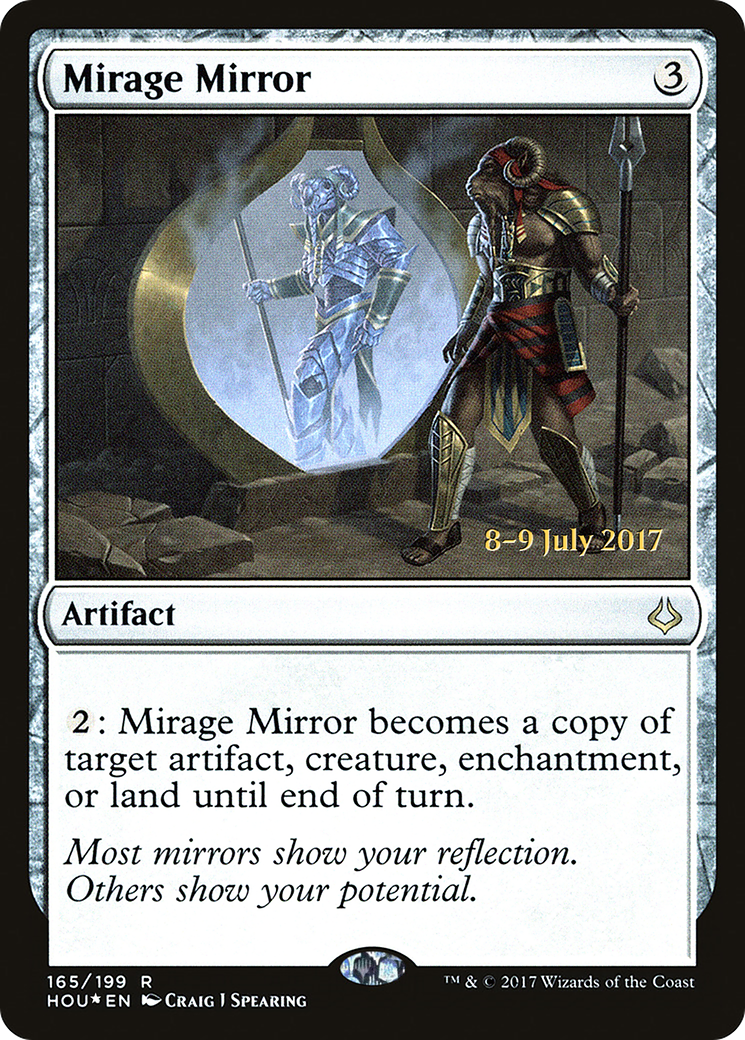 Mirage Mirror 3
8–9 July 2017
Artifact
2: Mirage Mirror becomes a copy of
target artifact, creature, enchantment,
or land until end of turn.
Most mirrors show your reflection.
Others show your potential.
165/199 R
HOU★EN Craig J Spearing
™ & © 2017 Wizards of the Coast